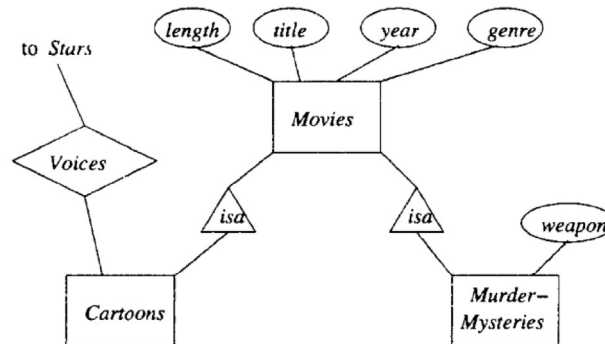 length title year genre
to Stars
Movies
Voices
isa isa
weapon
Cartoons
Murder-
Mysteries